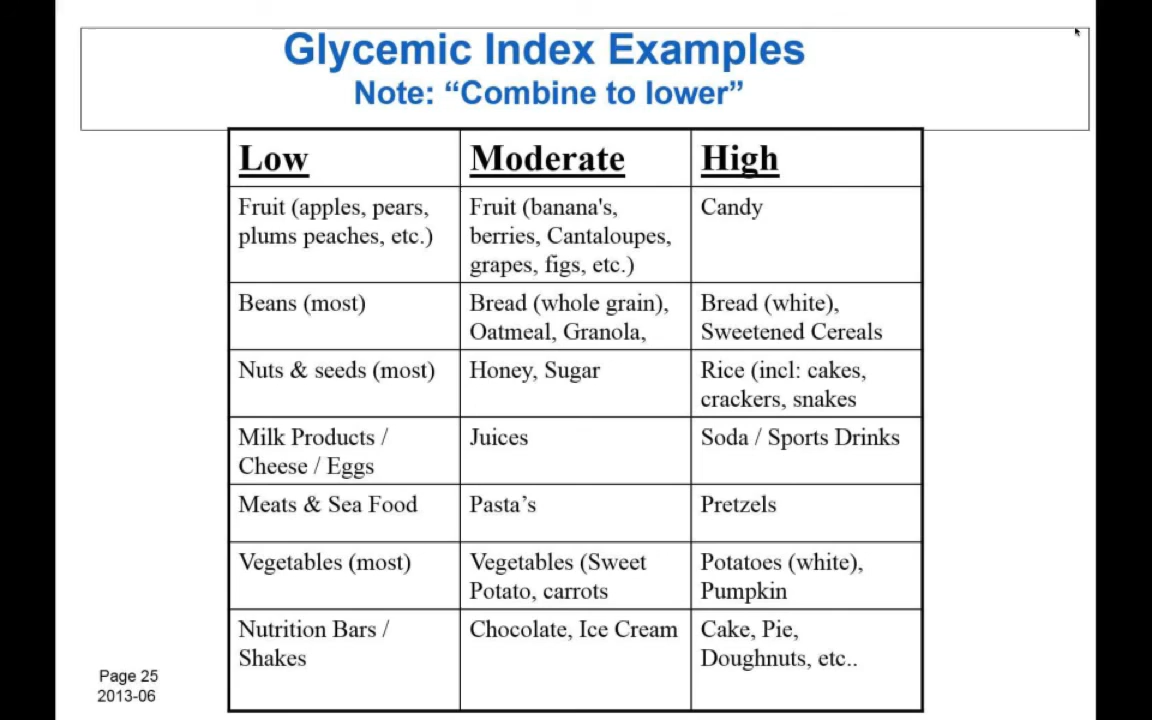 Glycemic Index Examples
Note: “Combine to lower”
Low
Moderate
High
Fruit (apples, pears,
plums peaches, etc.)
Fruit (banana's,
berries, Cantaloupes,
grapes, figs, etc.)
Candy
Beans (most)
Bread (whole grain),
Oatmeal, Granola,
Bread (white),
Sweetened Cereals
Nuts & seeds (most)
Honey, Sugar
Rice (incl: cakes,
crackers, snakes
Milk Products /
Cheese / Eggs
Juices
Soda / Sports Drinks
Meats & Sea Food
Pasta’s
Pretzels
Vegetables (most)
Vegetables (Sweet
Potato, carrots
Potatoes (white),
Pumpkin
Nutrition Bars /
Shakes
Chocolate, Ice Cream
Cake, Pie,
Doughnuts, etc..
Page 25
2013-06